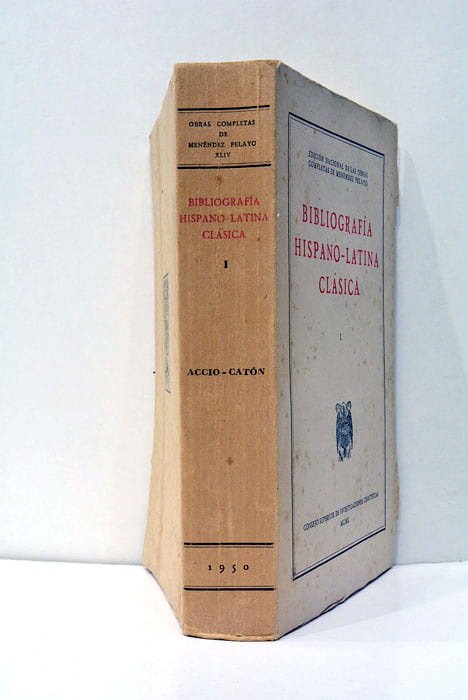 OBRAS COMPLETAS
DE
MENÉNDEZ PELAYO
XLIV
BIBLIOGRAFÍA
HISPANO-LATINA
CLÁSICA
I
ACCIO-CATÓN
1950
EDICIÓN NACIONAL DE LAS OBRAS
COMPLETAS DE MENÉNDEZ PELAYO
BIBLIOGRAFÍA
HISPANO-LATINA
CLÁSICA
I
CONSEJO SUPERIOR DE INVESTIGACIONES CIENTÍFICAS
MCML